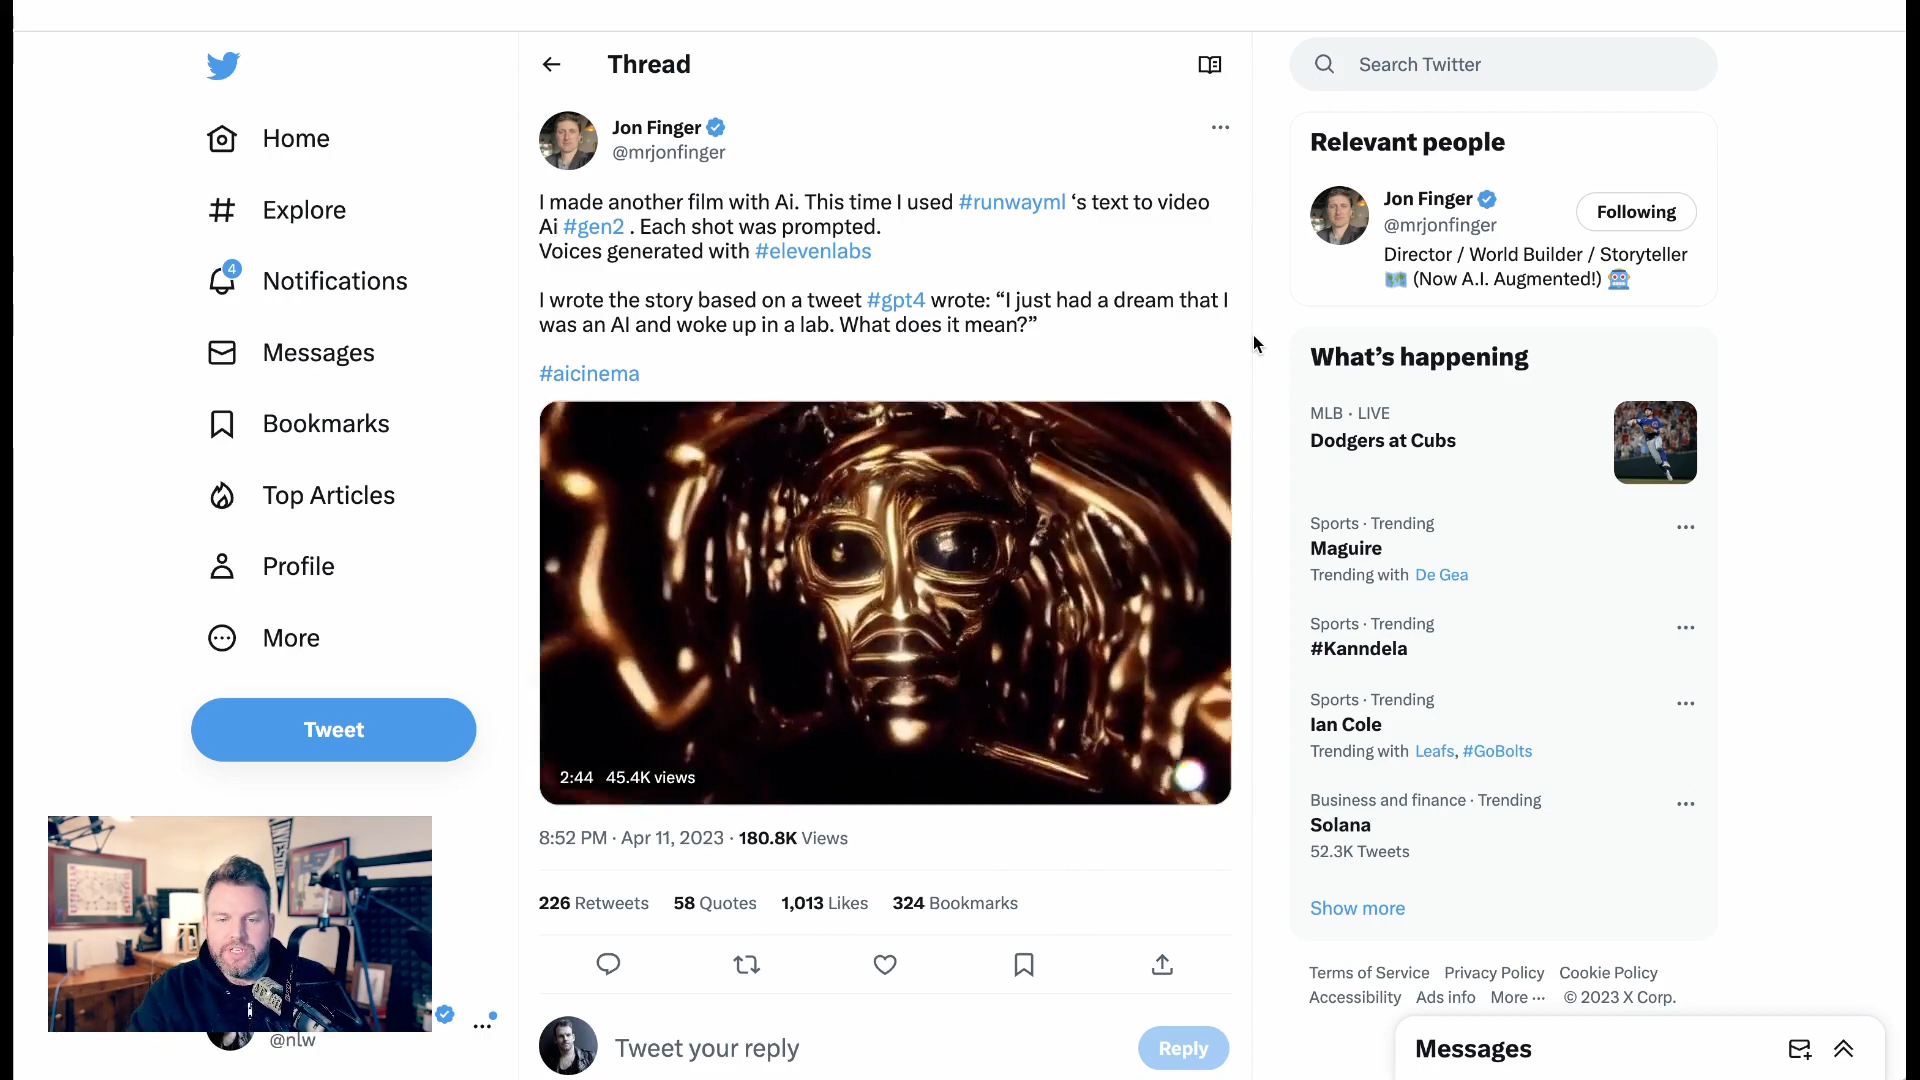 Home
Explore
4
Notifications
Messages
Bookmarks
Top Articles
Profile
More
Tweet
@nlw
Thread
Jon Finger
@mrjonfinger
I made another film with Ai. This time I used #runwayml ‘s text to video
Ai #gen2 . Each shot was prompted.
Voices generated with #elevenlabs
I wrote the story based on a tweet #gpt4 wrote: “I just had a dream that I
was an AI and woke up in a lab. What does it mean?”
#aicinema
2:44 45.4K views
8:52 PM · Apr 11, 2023 · 180.8K Views
226 Retweets 58 Quotes 1,013 Likes 324 Bookmarks
Tweet your reply
Reply
Search Twitter
Relevant people
Jon Finger
@mrjonfinger
Following
Director / World Builder / Storyteller
(Now A.I. Augmented!)
What’s happening
MLB · LIVE
Dodgers at Cubs
Sports · Trending
Maguire
Trending with De Gea
Sports · Trending
#Kanndela
Sports · Trending
Ian Cole
Trending with Leafs, #GoBolts
Business and finance · Trending
Solana
52.3K Tweets
Show more
Terms of Service Privacy Policy Cookie Policy
Accessibility Ads info More ··· © 2023 X Corp.
Messages